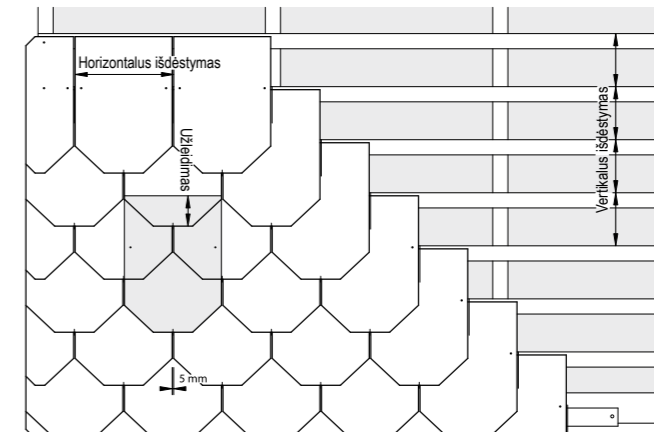 Horizontalus išdėstymas
Užleidimas
Vertikalus išdėstymas
5 mm